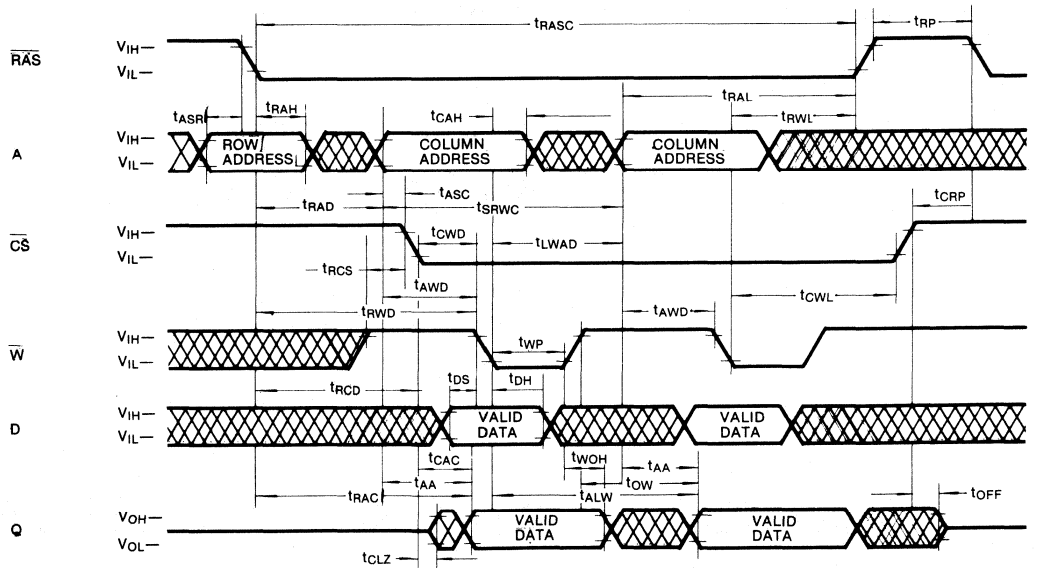 tRASC tRP
RAS VIH— VIL—
tRAL
tASR tRAH tCAH tRWL
A VIH— VIL— ROW ADDRESS COLUMN ADDRESS COLUMN ADDRESS
tASC tCRP
tRAD tSRWC
CS VIH— VIL— tCWD tLWAD
tRCS tCWL
tAWD
tRWD tAWD
W VIH— VIL— tWP
tRCD tDS tDH
D VIH— VIL— VALID DATA VALID DATA
tCAC tWOH tAA
tAA tOW
tRAC tALW tOFF
Q VOH— VOL— VALID DATA VALID DATA
tCLZ